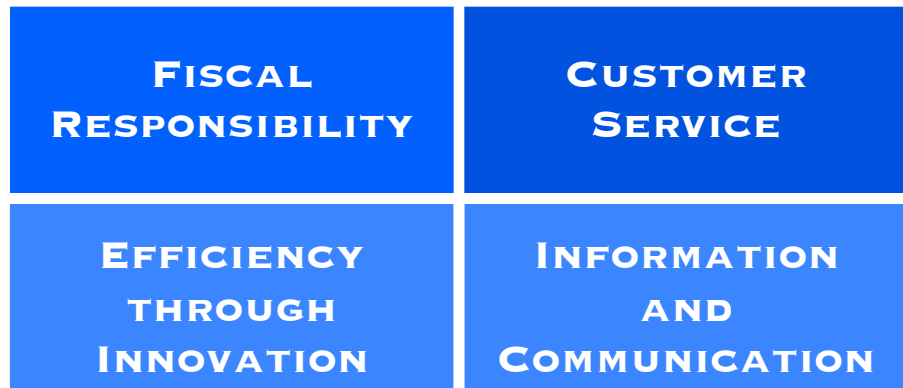 Fiscal
Responsibility
Customer
Service
Efficiency
through
Innovation
Information
and
Communication